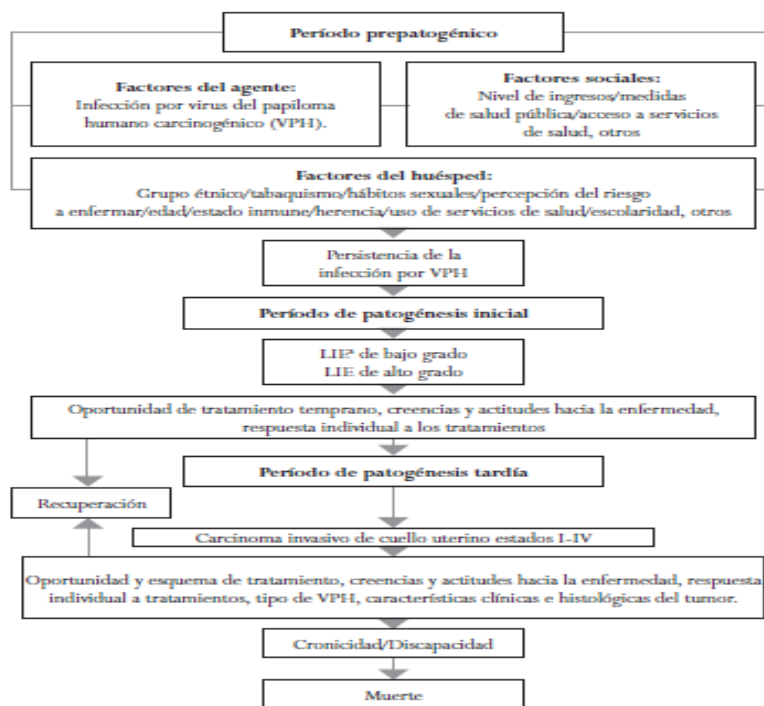 Período prepatogénico
Factores del agente:
Infección por virus del papiloma
humano carcinogénico (VPH).
Factores sociales:
Nivel de ingresos/medidas
de salud pública/acceso a servicios
de salud, otros
Factores del huésped:
Grupo étnico/tabaquismo/hábitos sexuales/percepción del riesgo
a enfermar/edad/estado inmune/herencia/uso de servicios de salud/escolaridad, otros
Persistencia de la
infección por VPH
Período de patogénesis inicial
LIEª de bajo grado
LIE de alto grado
Oportunidad de tratamiento temprano, creencias y actitudes hacia la enfermedad,
respuesta individual a los tratamientos
Período de patogénesis tardía
Recuperación
Carcinoma invasivo de cuello uterino estados I-IV
Oportunidad y esquema de tratamiento, creencias y actitudes hacia la enfermedad, respuesta
individual a tratamientos, tipo de VPH, características clínicas e histológicas del tumor.
Cronicidad/Discapacidad
Muerte